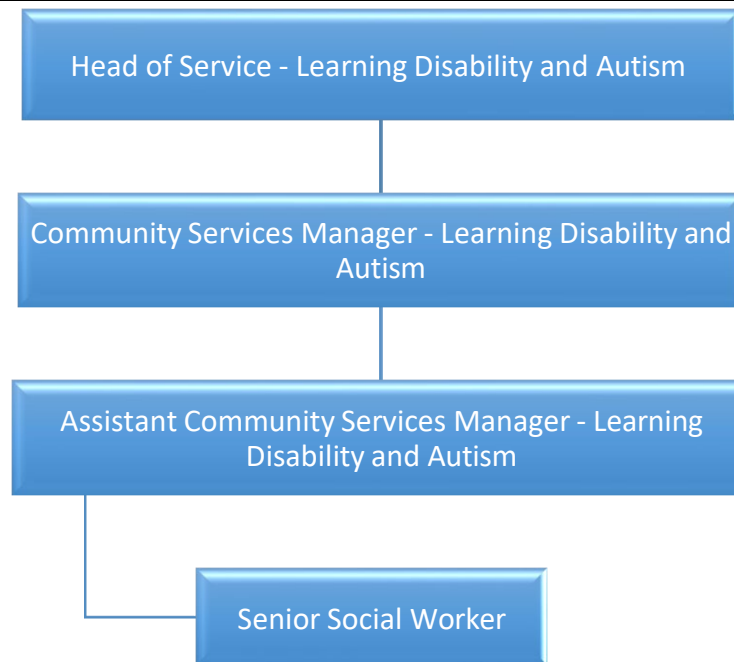 Head of Service - Learning Disability and Autism
Community Services Manager - Learning Disability and
Autism
Assistant Community Services Manager - Learning
Disability and Autism
Senior Social Worker